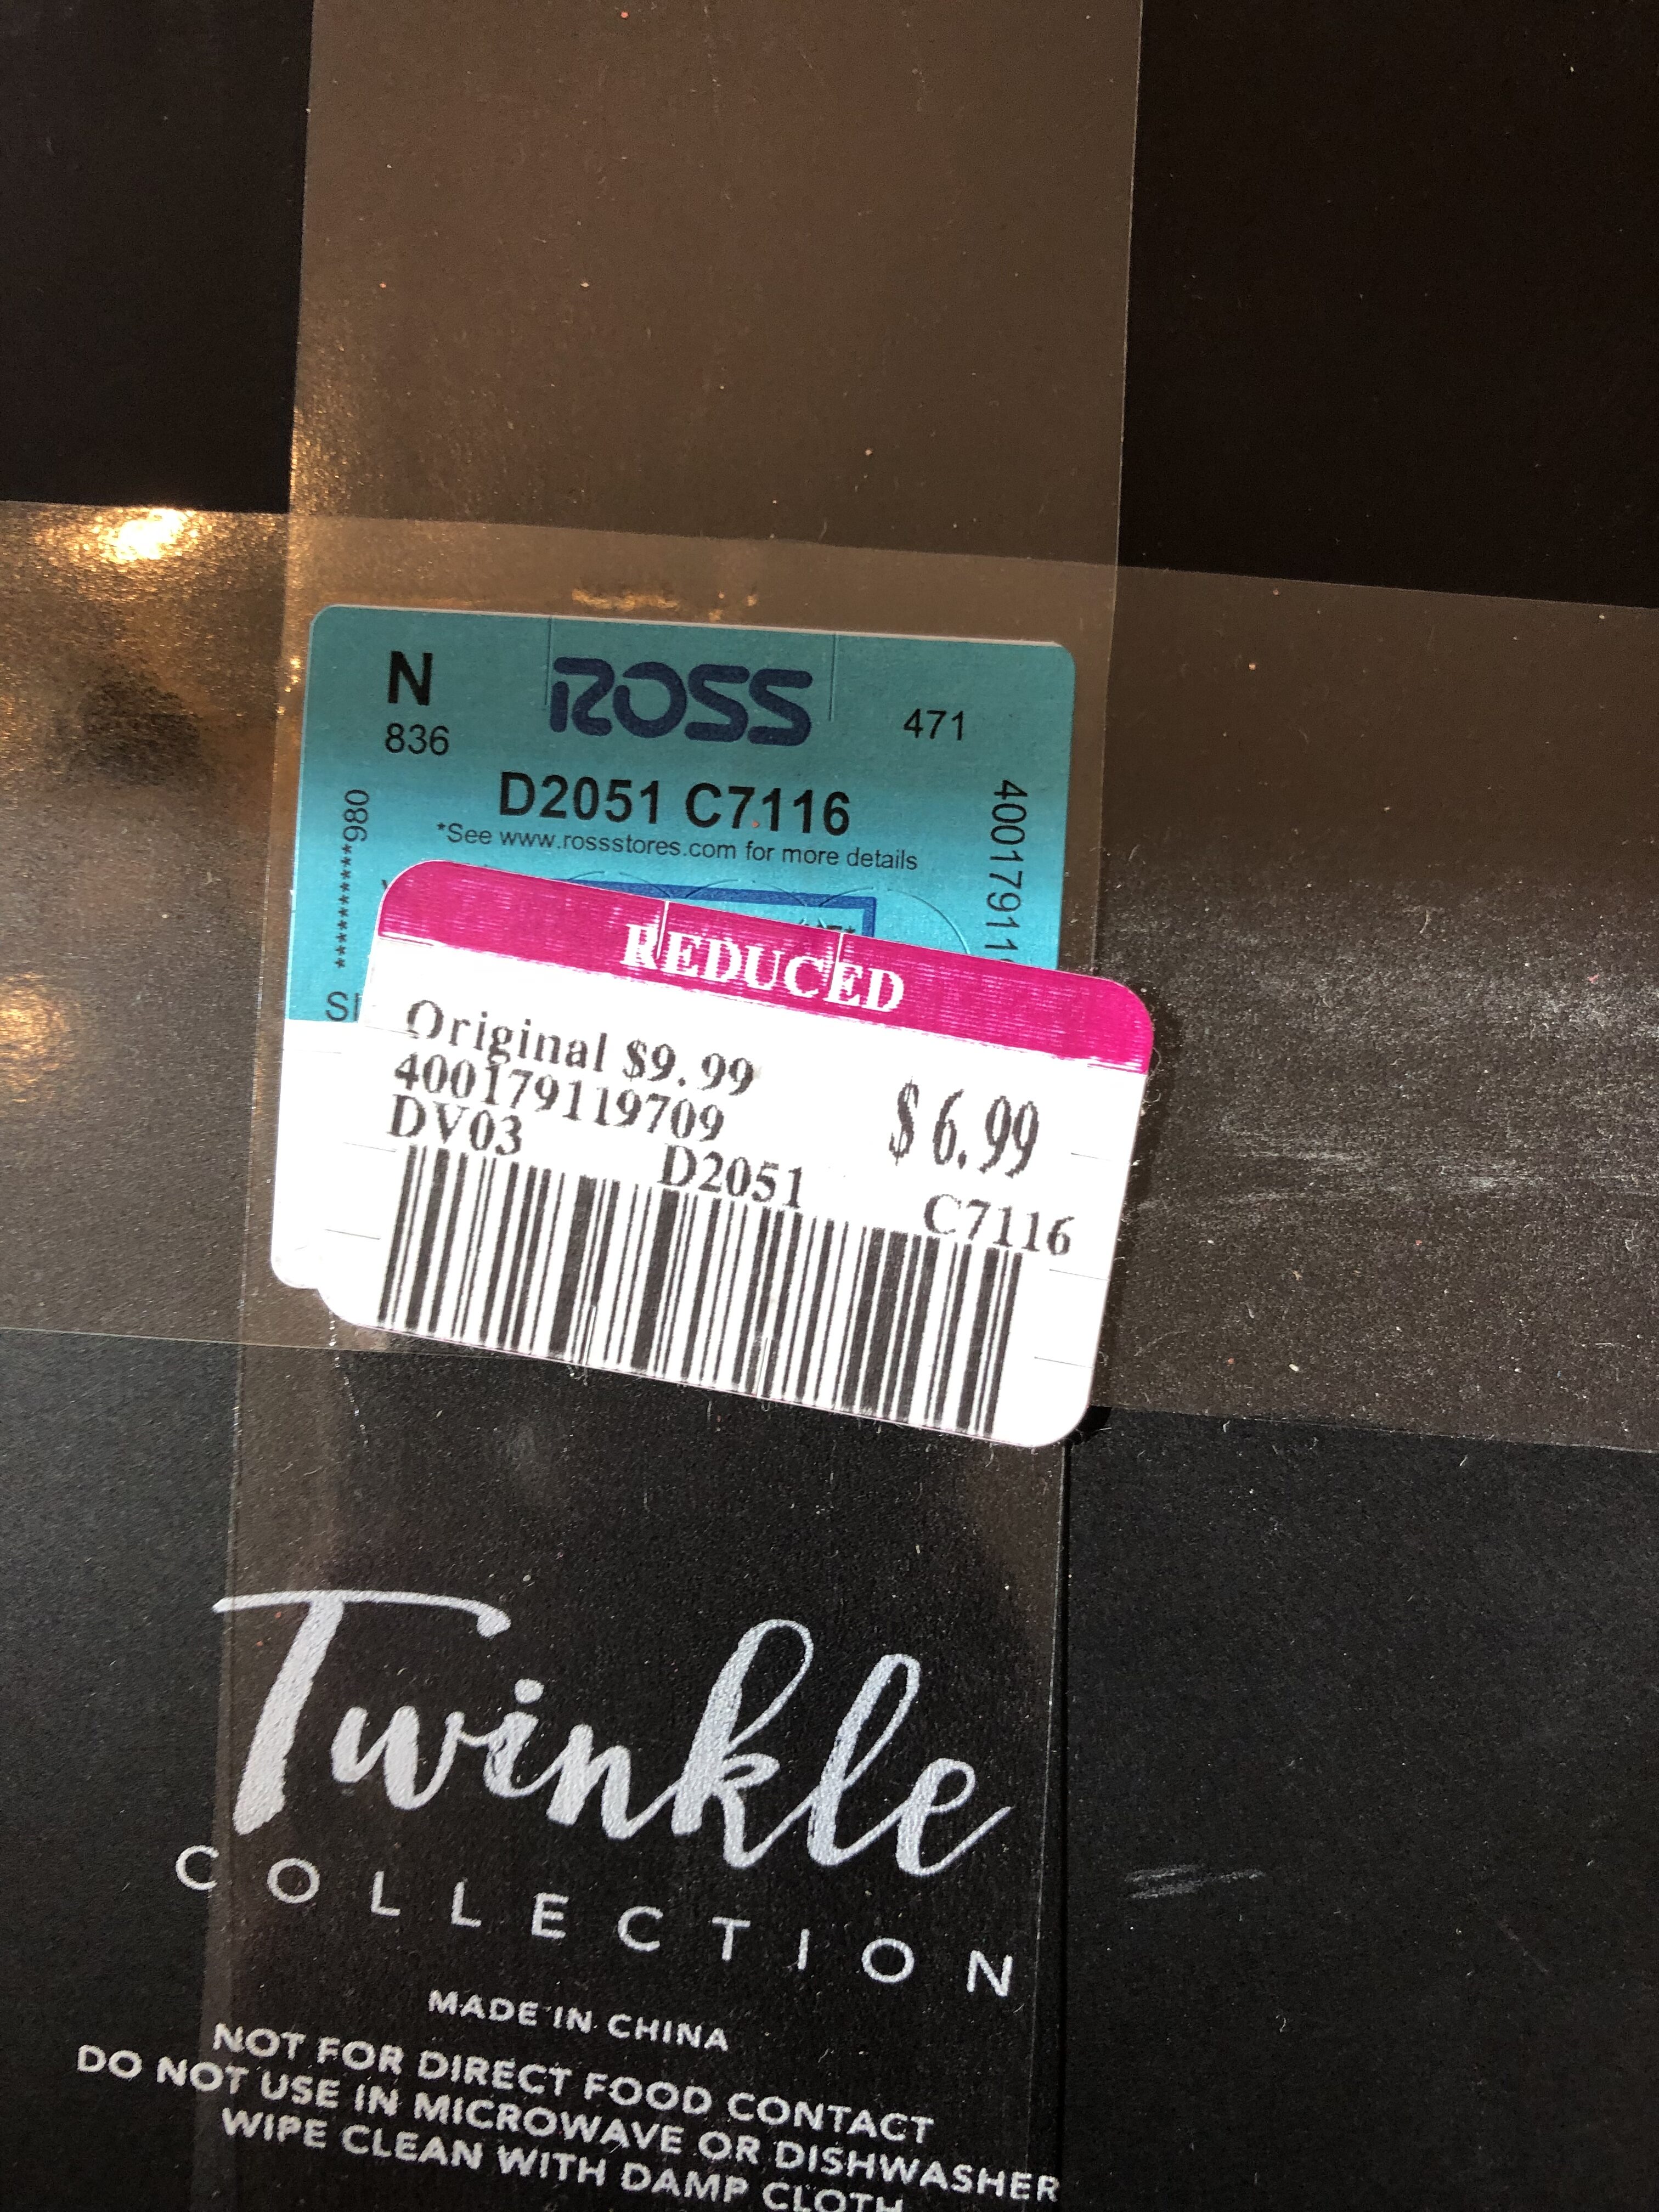 N
ROSS
836
471
D2051 C7116
*See www.rossstores.com for more details
**********980
REDUCED
Original $9.99
400179119709
$6.99
DV03 D2051 C7116
Twinkle
COLLECTION
MADE IN CHINA
NOT FOR DIRECT FOOD CONTACT
DO NOT USE IN MICROWAVE OR DISHWASHER
WIPE CLEAN WITH DAMP CLOTH